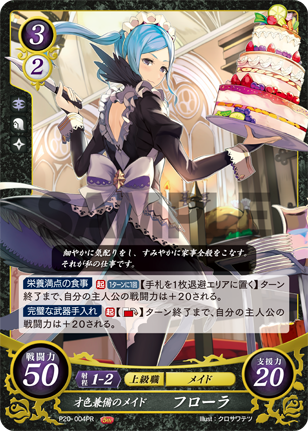 3
2
SAMPLE
細やかに気配りをし、すみやかに家事全般をこなす。
それが私の仕事です。
栄養満点の食事 起 1ターンに1回 【手札を1枚退避エリアに置く】ターン
終了まで、自分の主人公の戦闘力は+20される。
完璧な武器手入れ 起 【】ターン終了まで、自分の主人公の
戦闘力は+10される。
戦闘力
50
射程 1-2 上級職 メイド
支援力
20
才色兼備のメイド フローラ
P20-004PR Illust:クロサワテツ